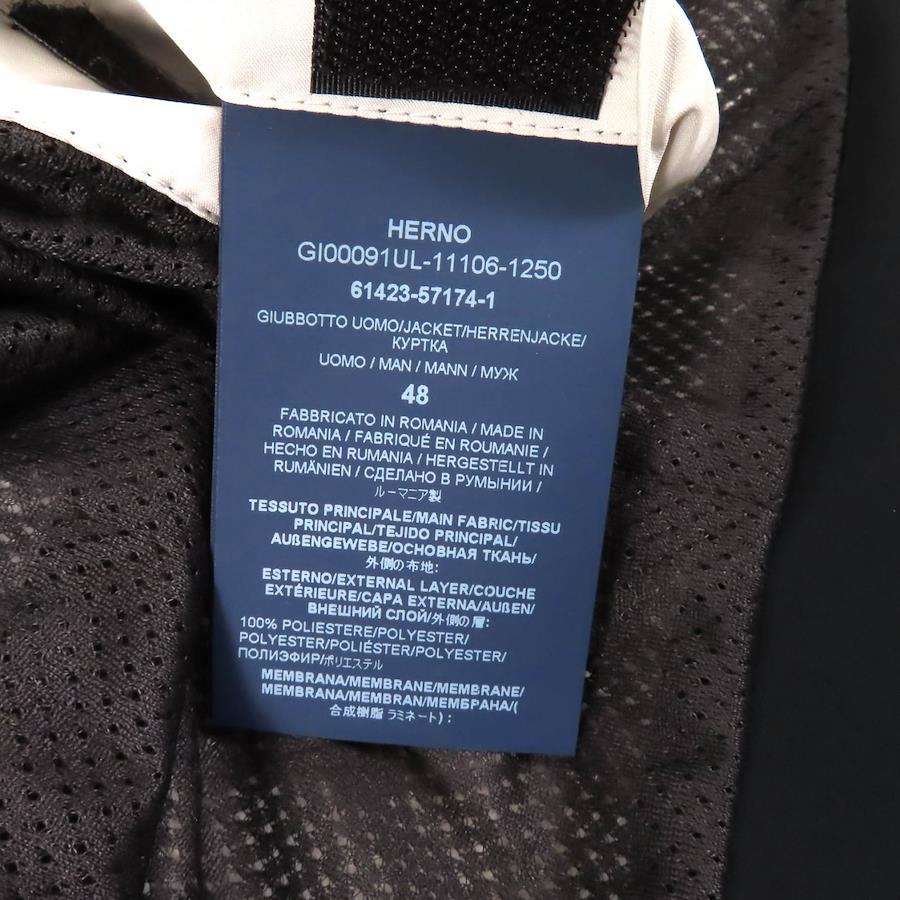 HERNO
GI00091UL-11106-1250
61423-57174-1
GIUBBOTTO UOMO/JACKET/HERRENJACKE/
КУРТКА
UOMO / MAN / MANN / МУЖ
48
FABBRICATO IN ROMANIA / MADE IN
ROMANIA / FABRIQUÉ EN ROUMANIE /
HECHO EN RUMANIA / HERGESTELLT IN
RUMÄNIEN / СДЕЛАНО В РУМЫНИИ /
ルーマニア製
TESSUTO PRINCIPALE/MAIN FABRIC/TISSU
PRINCIPAL/TEJIDO PRINCIPAL/
AUßENGEWEBE/ОСНОВНАЯ ТКАНЬ/
外側の布地:
ESTERNO/EXTERNAL LAYER/COUCHE
EXTÉRIEURE/CAPA EXTERNA/AUßEN/
ВНЕШНИЙ СЛОЙ/外側の層:
100% POLIESTERE/POLYESTER/
POLYESTER/POLIÉSTER/POLYESTER/
ПОЛИЭФИР/ポリエステル
MEMBRANA/MEMBRANE/MEMBRANE/
MEMBRANA/MEMBRAN/МЕМБРАНА/(
合成樹脂 ラミネート) :